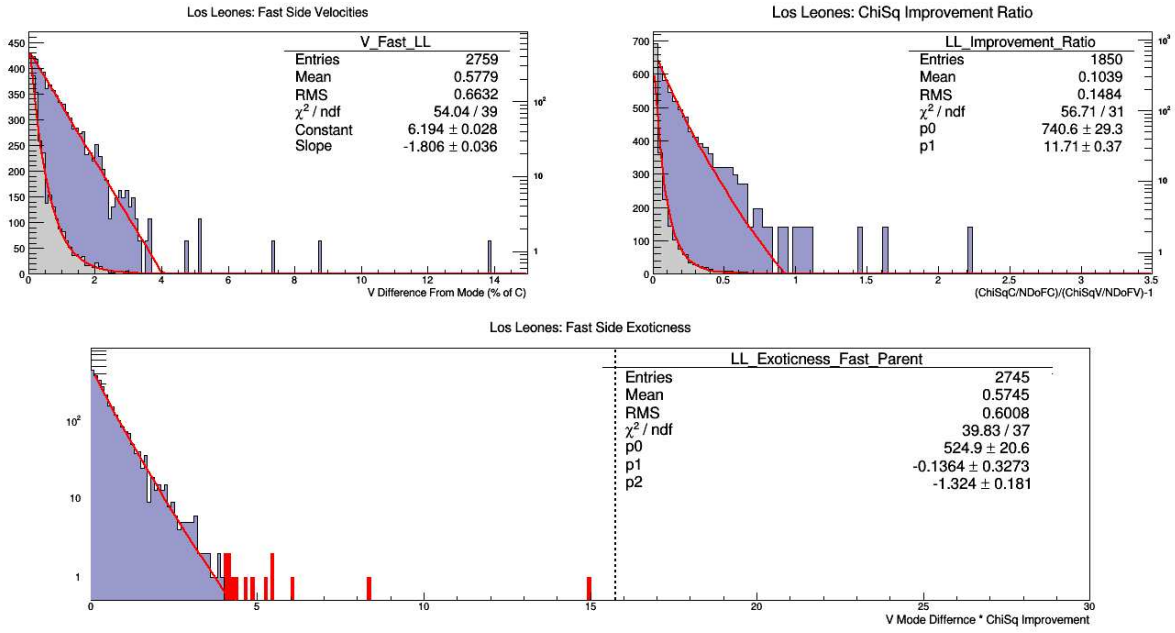 Los Leones: Fast Side Velocities
V_Fast_LL
Entries 2759
Mean 0.5779
RMS 0.6632
χ² / ndf 54.04 / 39
Constant 6.194 ± 0.028
Slope -1.806 ± 0.036
450
400
350
300
250
200
150
100
50
0
10²
10
1
0 2 4 6 8 10 12 14
V Difference From Mode (% of C)
Los Leones: ChiSq Improvement Ratio
LL_Improvement_Ratio
Entries 1850
Mean 0.1039
RMS 0.1484
χ² / ndf 56.71 / 31
p0 740.6 ± 29.3
p1 11.71 ± 0.37
700
600
500
400
300
200
100
0
10³
10²
10
1
0 0.5 1 1.5 2 2.5 3 3.5
(ChiSqC/NDoFC)/(ChiSqV/NDoFV)-1
Los Leones: Fast Side Exoticness
LL_Exoticness_Fast_Parent
Entries 2745
Mean 0.5745
RMS 0.6008
χ² / ndf 39.83 / 37
p0 524.9 ± 20.6
p1 -0.1364 ± 0.3273
p2 -1.324 ± 0.181
10²
10
1
0 5 10 15 20 25 30
V Mode Differnce * ChiSq Improvement